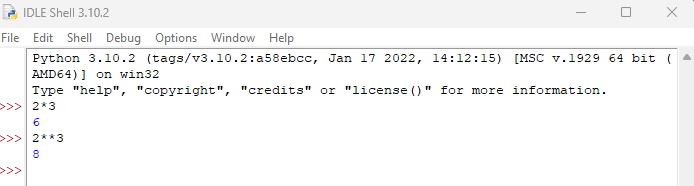 IDLE Shell 3.10.2
File Edit Shell Debug Options Window Help
Python 3.10.2 (tags/v3.10.2:a58ebcc, Jan 17 2022, 14:12:15) [MSC v.1929 64 bit (
AMD64)] on win32
Type "help", "copyright", "credits" or "license()" for more information.
>>> 2*3
6
>>> 2**3
8
>>>